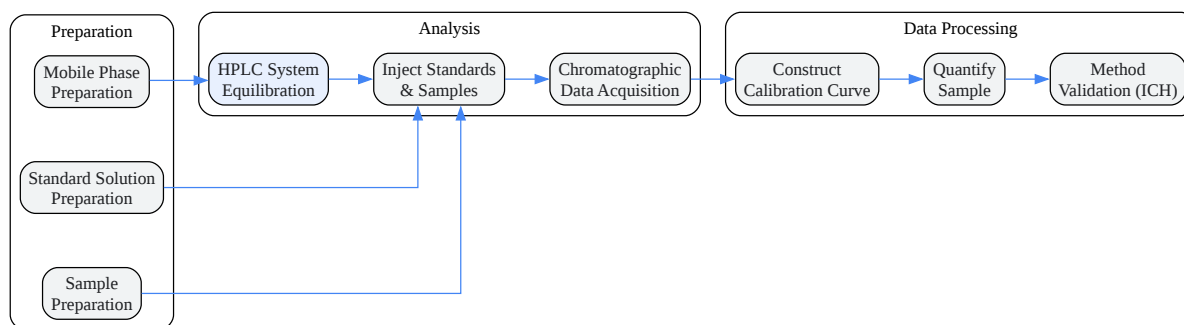 Preparation
Mobile Phase
Preparation
Standard Solution
Preparation
Sample
Preparation
Analysis
HPLC System
Equilibration
Inject Standards
& Samples
Chromatographic
Data Acquisition
Data Processing
Construct
Calibration Curve
Quantify
Sample
Method
Validation (ICH)